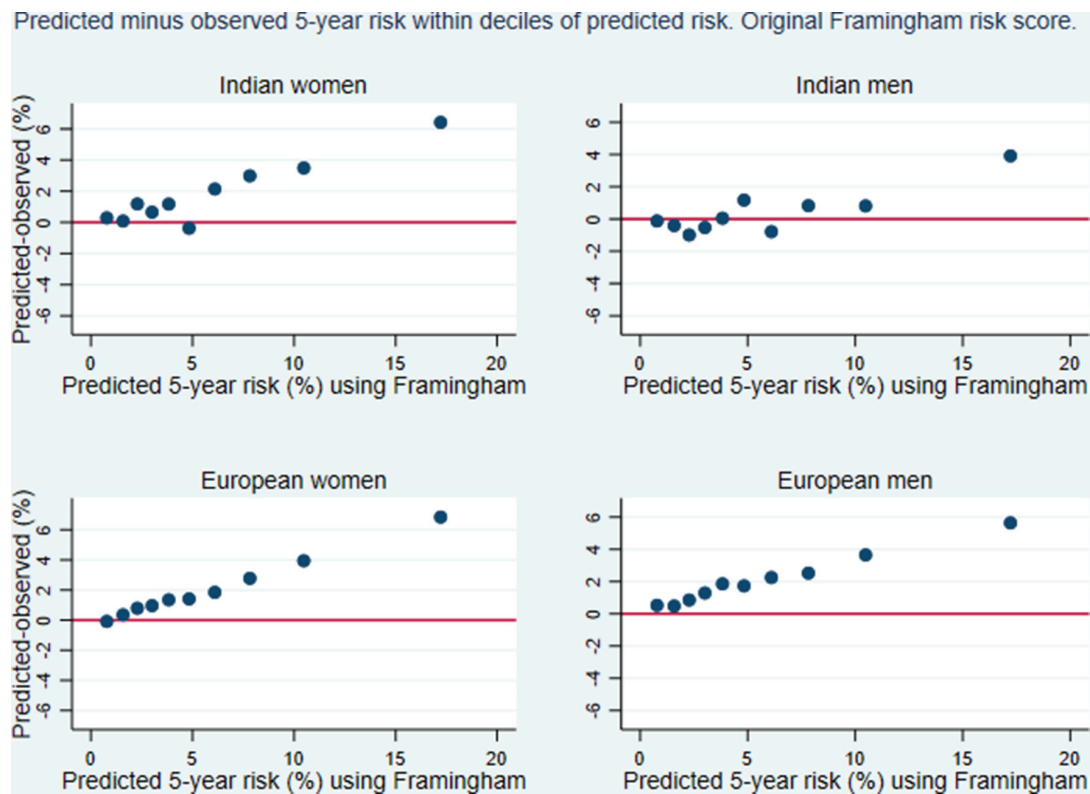 Predicted minus observed 5-year risk within deciles of predicted risk. Original Framingham risk score.
Indian women
Predicted-observed (%)
6
4
2
0
-2
-4
-6
0 5 10 15 20
Predicted 5-year risk (%) using Framingham
Indian men
6
4
2
0
-2
-4
-6
0 5 10 15 20
Predicted 5-year risk (%) using Framingham
European women
Predicted-observed (%)
6
4
2
0
-2
-4
-6
0 5 10 15 20
Predicted 5-year risk (%) using Framingham
European men
6
4
2
0
-2
-4
-6
0 5 10 15 20
Predicted 5-year risk (%) using Framingham